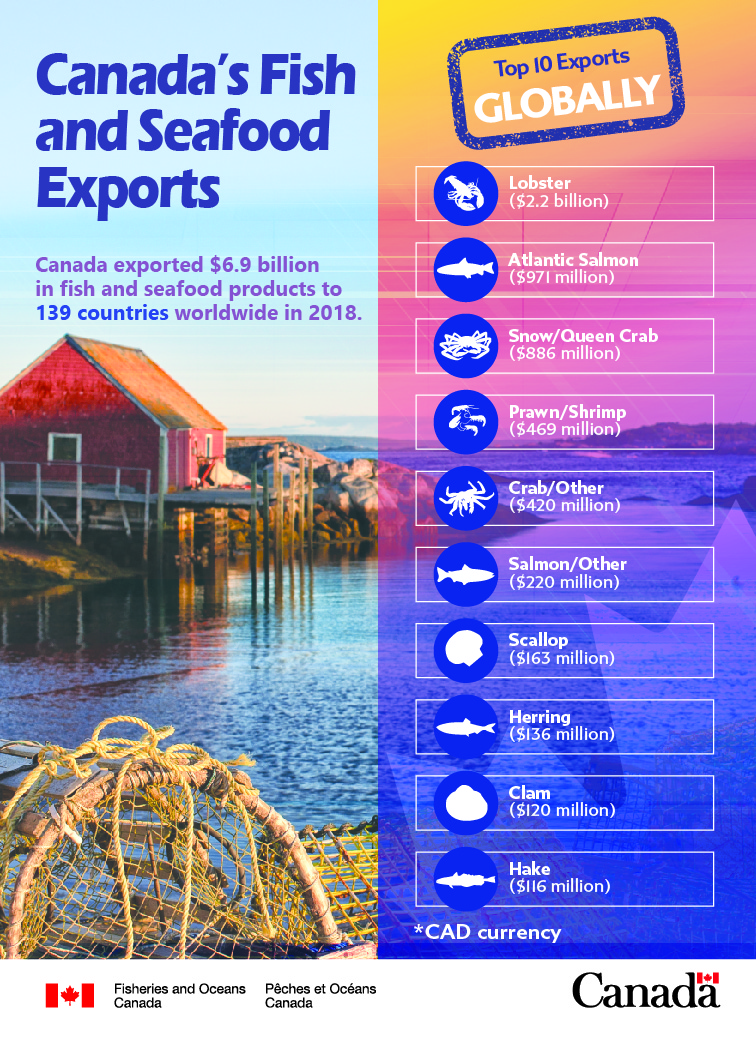 Canada's Fish
and Seafood
Exports
Canada exported $6.9 billion
in fish and seafood products to
139 countries worldwide in 2018.
Top 10 Exports
GLOBALLY
Lobster
($2.2 billion)
Atlantic Salmon
($971 million)
Snow/Queen Crab
($886 million)
Prawn/Shrimp
($469 million)
Crab/Other
($420 million)
Salmon/Other
($220 million)
Scallop
($163 million)
Herring
($136 million)
Clam
($120 million)
Hake
($116 million)
*CAD currency
Fisheries and Oceans
Canada
Pêches et Océans
Canada
Canada